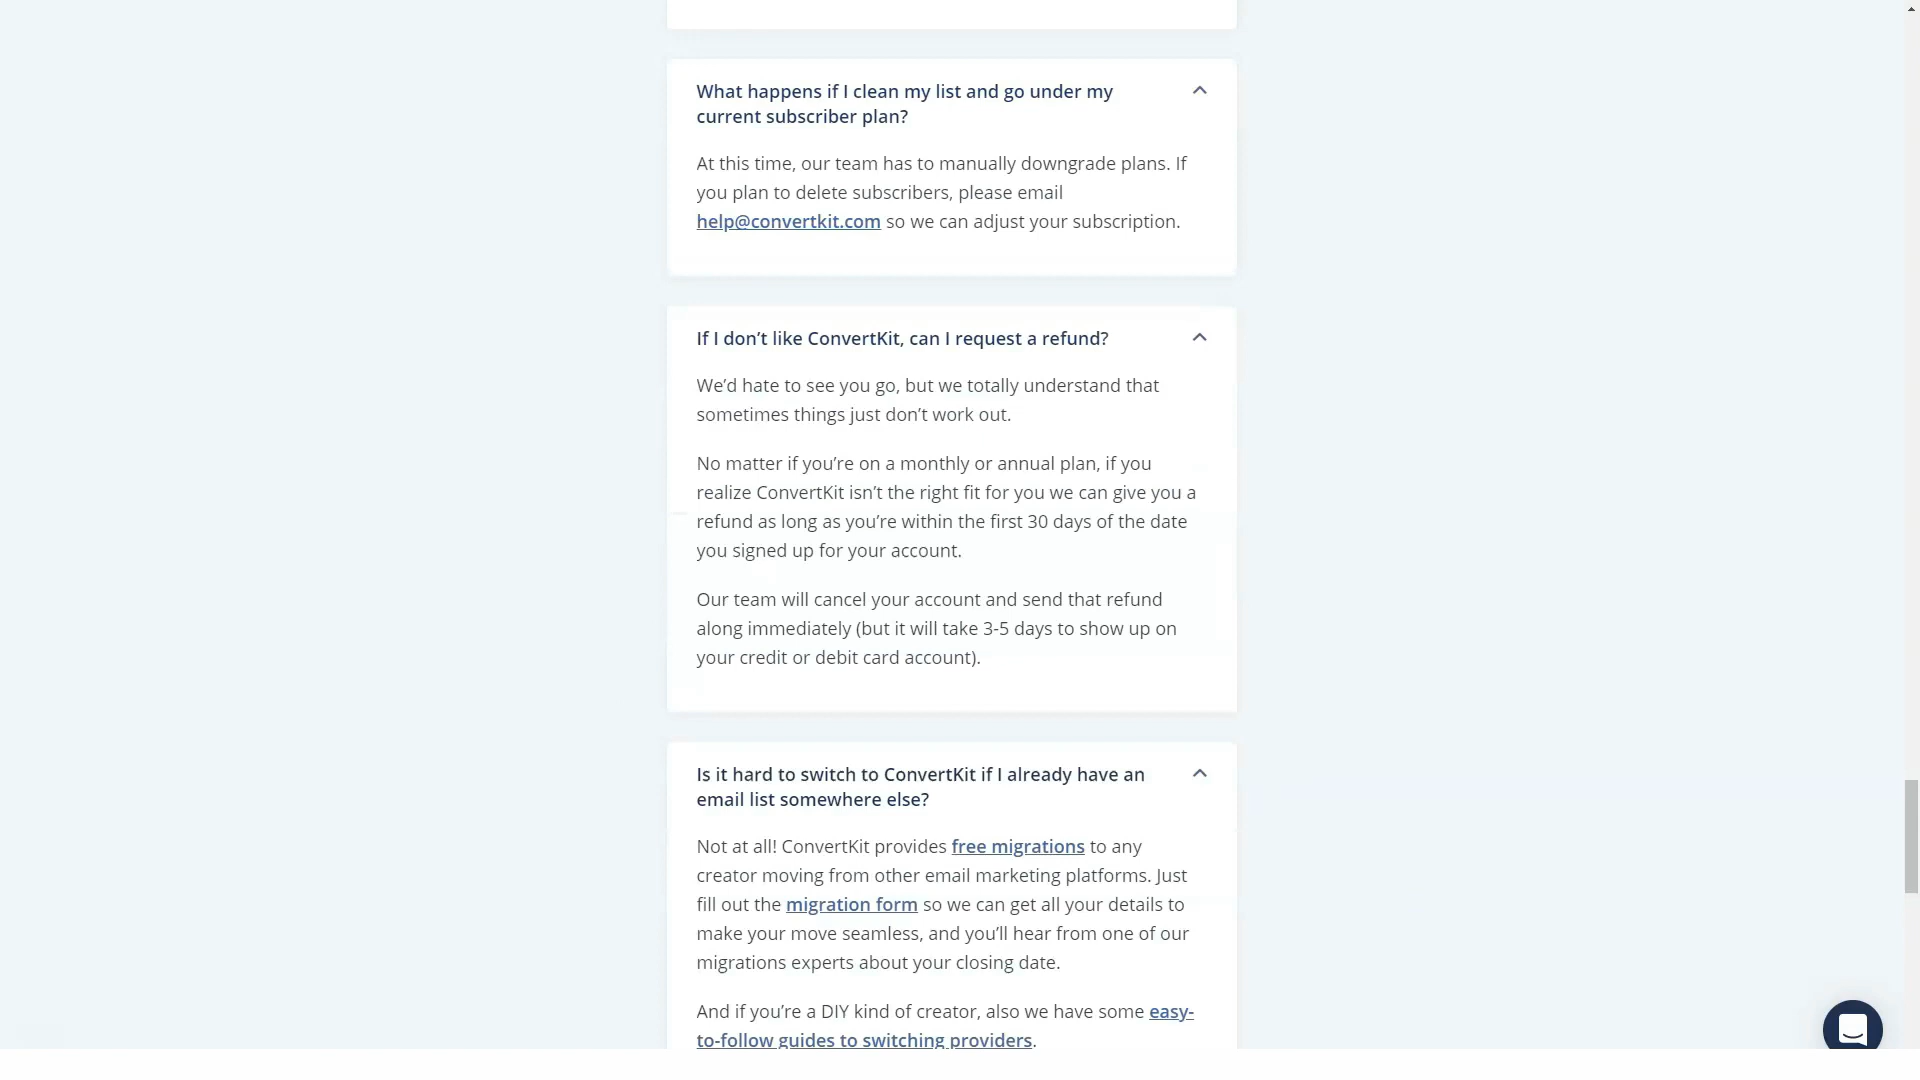 What happens if I clean my list and go under my
current subscriber plan?
At this time, our team has to manually downgrade plans. If
you plan to delete subscribers, please email
help@convertkit.com so we can adjust your subscription.
If I don’t like ConvertKit, can I request a refund?
We’d hate to see you go, but we totally understand that
sometimes things just don’t work out.
No matter if you’re on a monthly or annual plan, if you
realize ConvertKit isn’t the right fit for you we can give you a
refund as long as you’re within the first 30 days of the date
you signed up for your account.
Our team will cancel your account and send that refund
along immediately (but it will take 3-5 days to show up on
your credit or debit card account).
Is it hard to switch to ConvertKit if I already have an
email list somewhere else?
Not at all! ConvertKit provides free migrations to any
creator moving from other email marketing platforms. Just
fill out the migration form so we can get all your details to
make your move seamless, and you’ll hear from one of our
migrations experts about your closing date.
And if you’re a DIY kind of creator, also we have some easy-
to-follow guides to switching providers.